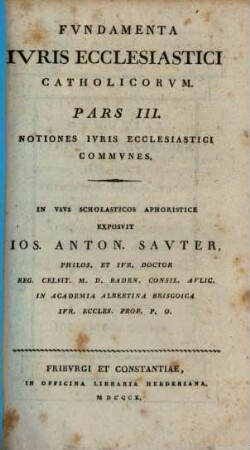 FVNDAMENTA
IVRIS ECCLESIASTICI
CATHOLICORVM.
PARS III.
NOTIONES IVRIS ECCLESIASTICI
COMMVNES.
IN VSVS SCHOLASTICOS APHORISTICE
EXPOSVIT
IOS. ANTON. SAVTER,
PHILOS. ET IVR. DOCTOR
REG. CELSIT. M. D. BADEN. CONSIL. AVLIC.
IN ACADEMIA ALBERTINA BRISGOICA
IVR. ECCLES. PROF. P. O.
FRIBVRGI ET CONSTANTIAE,
IN OFFICINA LIBRARIA HERDERIANA.
MDCCCX.